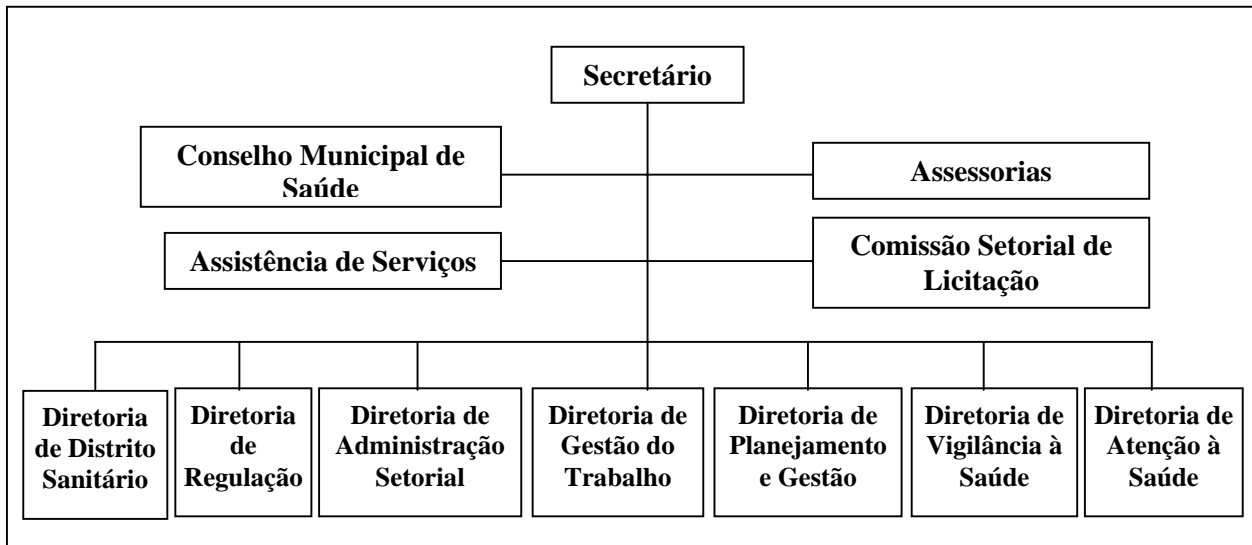 Secretário
Conselho Municipal de
Saúde
Assessorias
Assistência de Serviços
Comissão Setorial de
Licitação
Diretoria
de Distrito
Sanitário
Diretoria
de
Regulação
Diretoria de
Administração
Setorial
Diretoria de
Gestão do
Trabalho
Diretoria de
Planejamento
e Gestão
Diretoria de
Vigilância à
Saúde
Diretoria de
Atenção à
Saúde